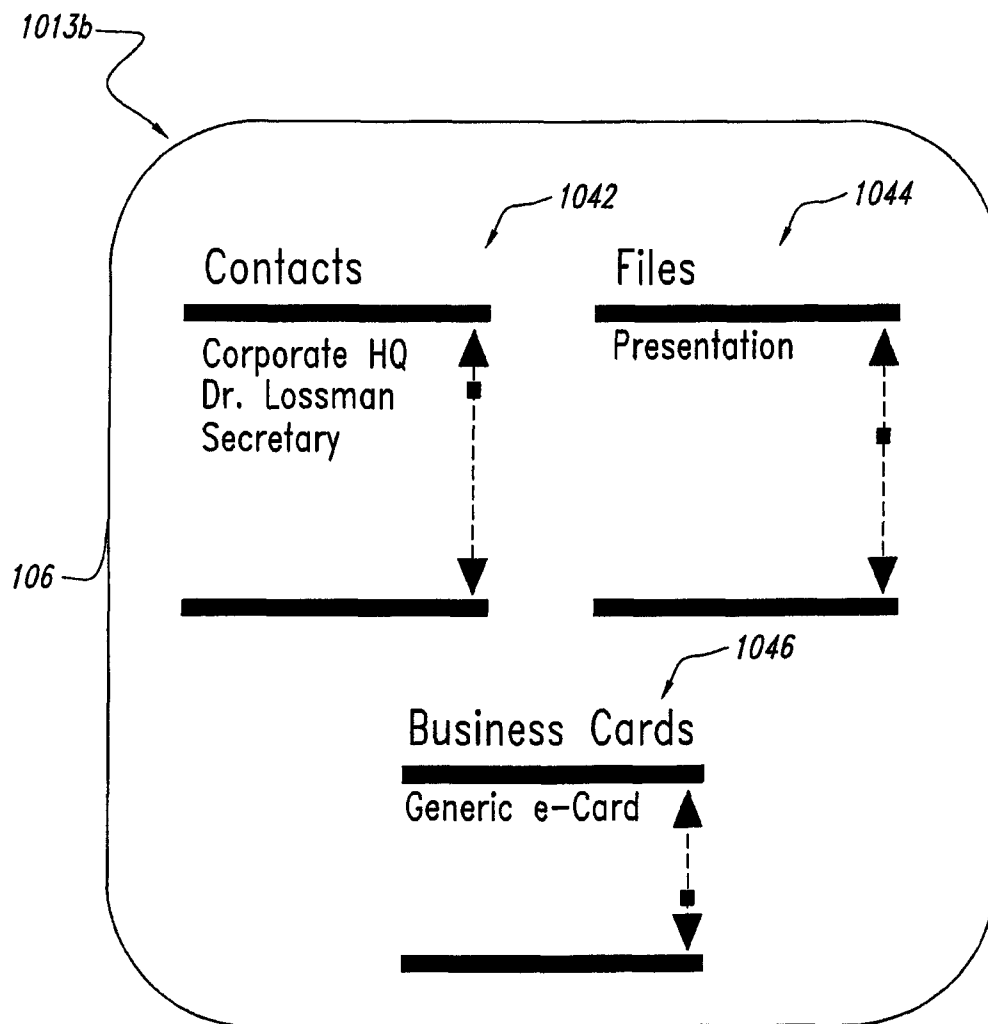 1013b
1042
1044
Contacts
Files
Corporate HQ
Dr. Lossman
Secretary
Presentation
106
1046
Business Cards
Generic e-Card